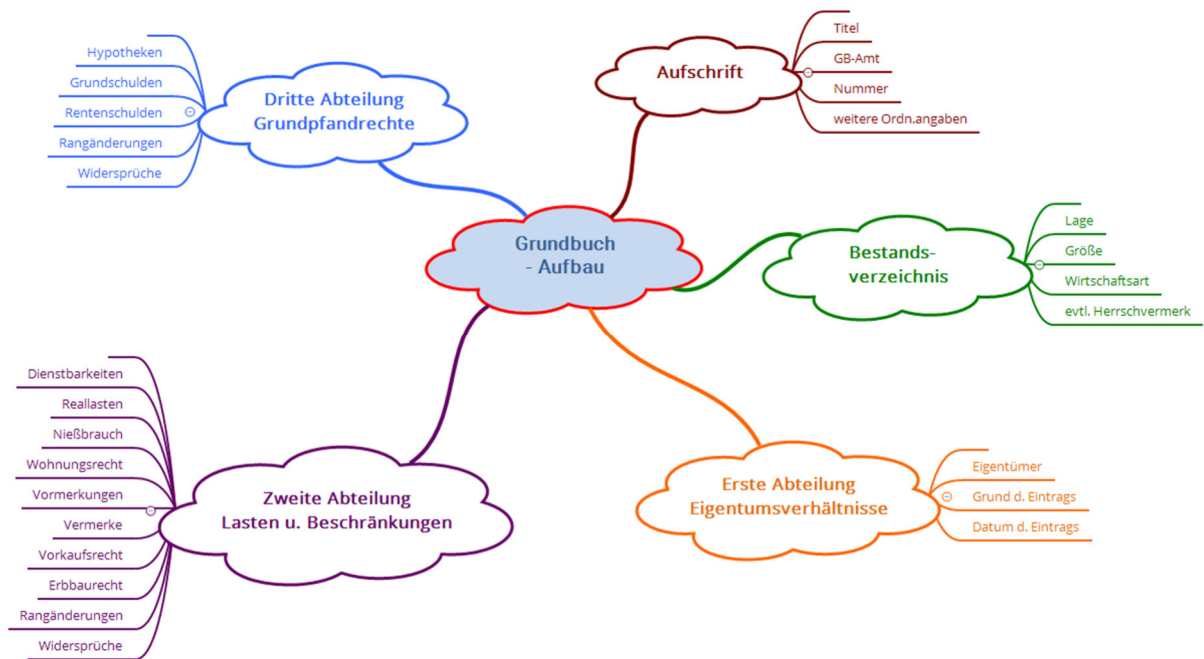 Grundbuch
- Aufbau
Aufschrift
Titel
GB-Amt
Nummer
weitere Ordn.angaben
Bestands-
verzeichnis
Lage
Größe
Wirtschaftsart
evtl. Herrschvermerk
Erste Abteilung
Eigentumsverhältnisse
Eigentümer
Grund d. Eintrags
Datum d. Eintrags
Zweite Abteilung
Lasten u. Beschränkungen
Dienstbarkeiten
Reallasten
Nießbrauch
Wohnungsrecht
Vormerkungen
Vermerke
Vorkaufsrecht
Erbbaurecht
Rangänderungen
Widersprüche
Dritte Abteilung
Grundpfandrechte
Hypotheken
Grundschulden
Rentenschulden
Rangänderungen
Widersprüche